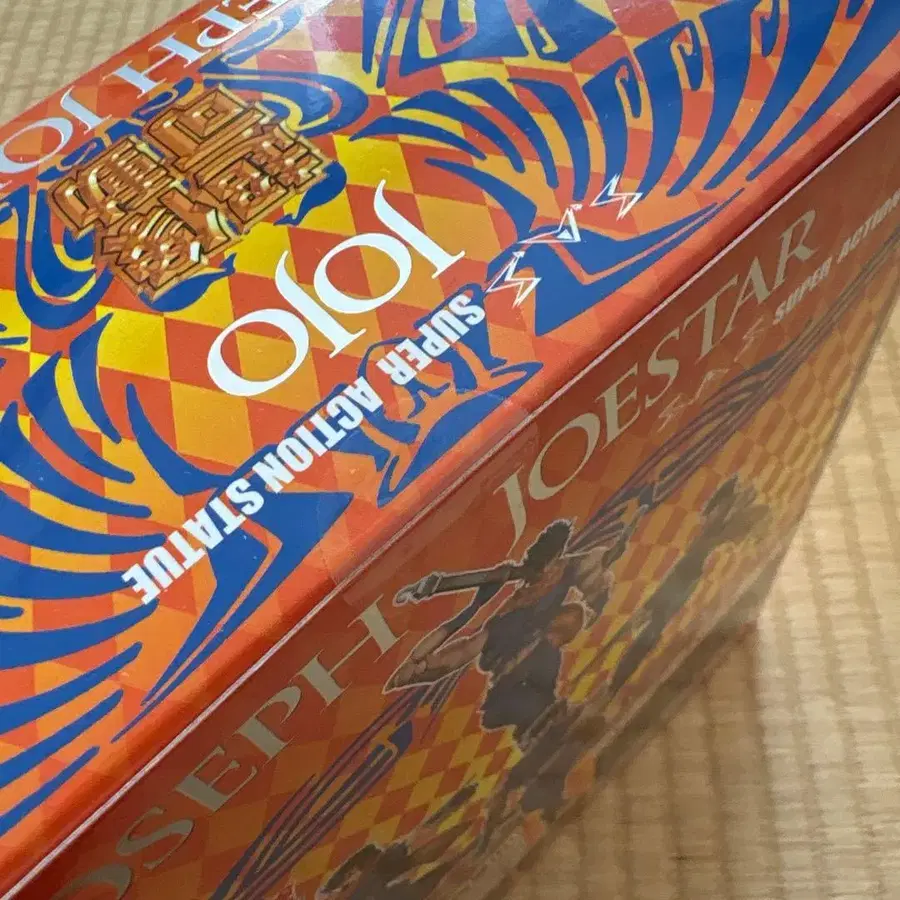 EPH JO
JOJO
S.A.S
SUPER ACTION STATUE
OSEPH JOESTAR
S.A.S SUPER ACTION